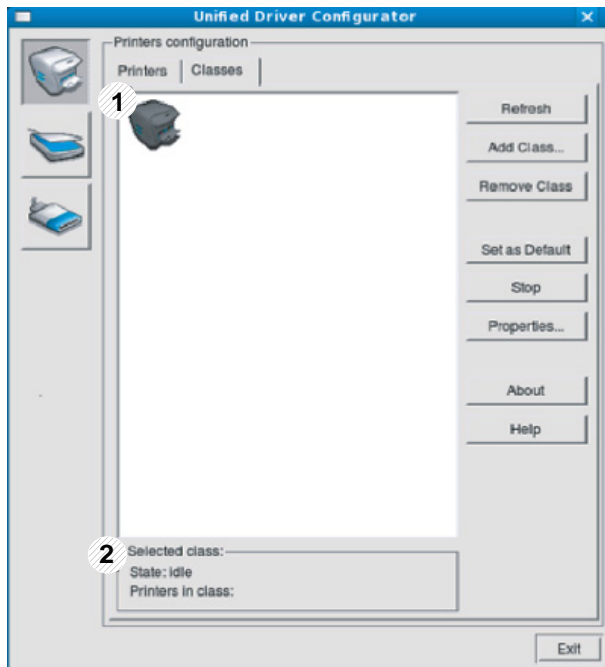 Unified Driver Configurator
Printers configuration
Printers
Classes
1
Refresh
Add Class...
Remove Class
Set as Default
Stop
Properties...
About
Help
2
Selected class:
State: idle
Printers in class:
Exit